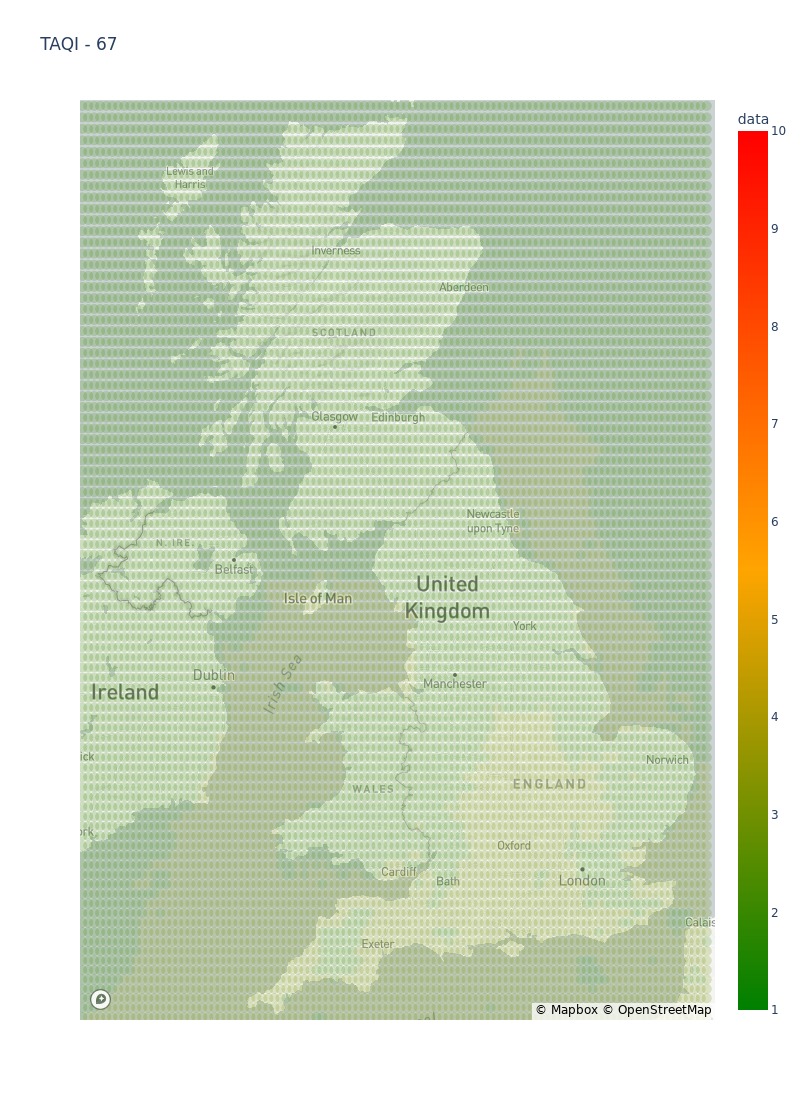 TAQI - 67
data
10
9
8
7
6
5
4
3
2
1
Lewis and
Harris
Inverness
Aberdeen
SCOTLAND
Glasgow
Edinburgh
Newcastle
upon Tyne
N. IRE.
Belfast
Isle of Man
United
Kingdom
York
Irish Sea
Dublin
Manchester
Ireland
ick
Norwich
WALES
ENGLAND
rk
Oxford
Cardiff
Bath
London
Calais
Exeter
© Mapbox © OpenStreetMap